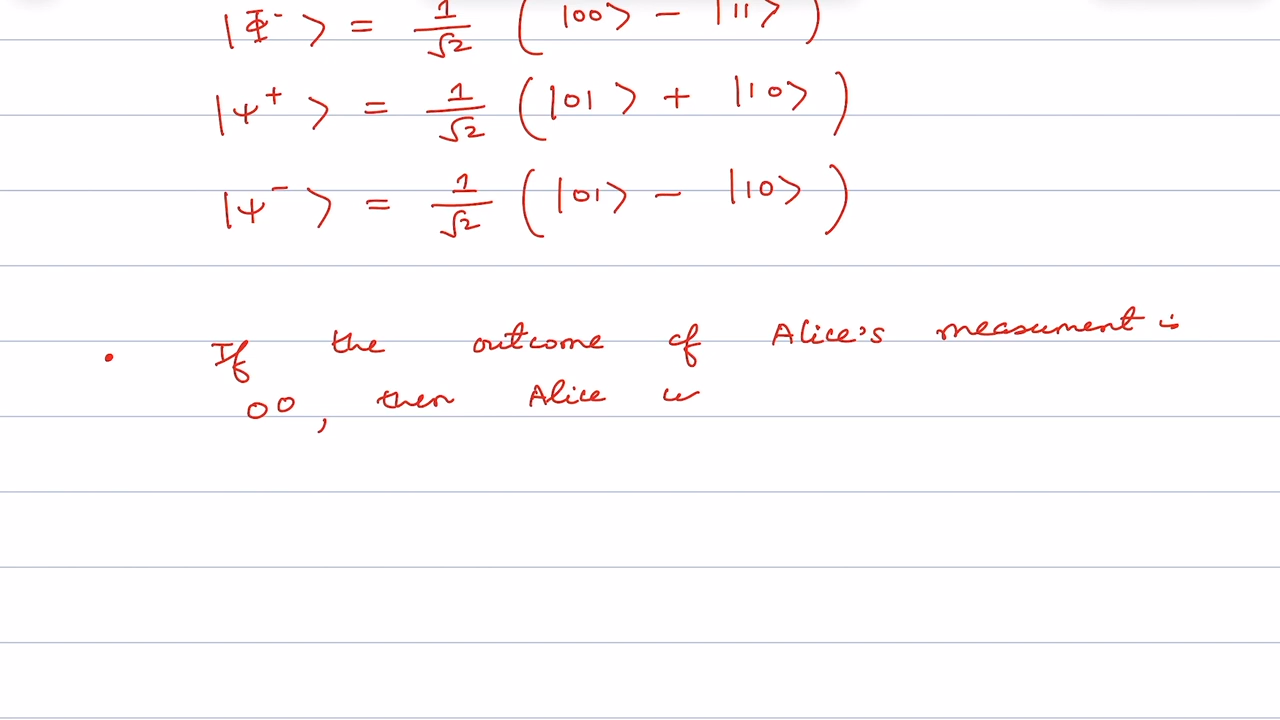 |Φ⁻⟩ = 1/√2 (|00⟩ − |11⟩)
|ψ⁺⟩ = 1/√2 (|01⟩ + |10⟩)
|ψ⁻⟩ = 1/√2 (|01⟩ − |10⟩)
• If the outcome of Alice's measument is
00, then Alice w